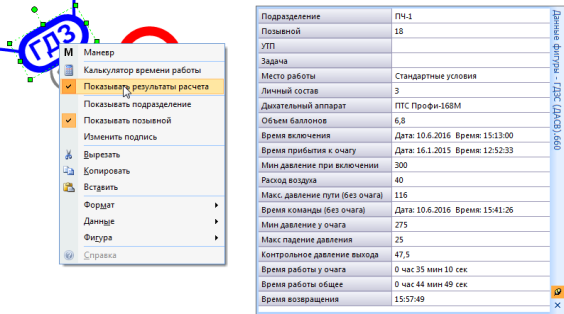 ГДЗ
М Маневр
Калькулятор времени работы
Показывать результаты расчета
Показывать подразделение
Показывать позывной
Изменить подпись
Вырезать
Копировать
Вставить
Формат
Данные
Фигура
Справка
Подразделение ПЧ-1
Позывной 18
УТП
Задача
Место работы Стандартные условия
Личный состав 3
Дыхательный аппарат ПТС Профи-168М
Объем баллонов 6,8
Время включения Дата: 10.6.2016 Время: 15:13:00
Время прибытия к очагу Дата: 16.1.2015 Время: 12:52:33
Мин давление при включении 300
Расход воздуха 40
Макс. давление пути (без очага) 116
Время команды (без очага) Дата: 10.6.2016 Время: 15:41:26
Мин давление у очага 275
Макс падение давления 25
Контрольное давление выхода 47,5
Время работы у очага 0 час 35 мин 10 сек
Время работы общее 0 час 44 мин 49 сек
Время возвращения 15:57:49
Данные фигуры - ГДЗС (ДАСВ).660